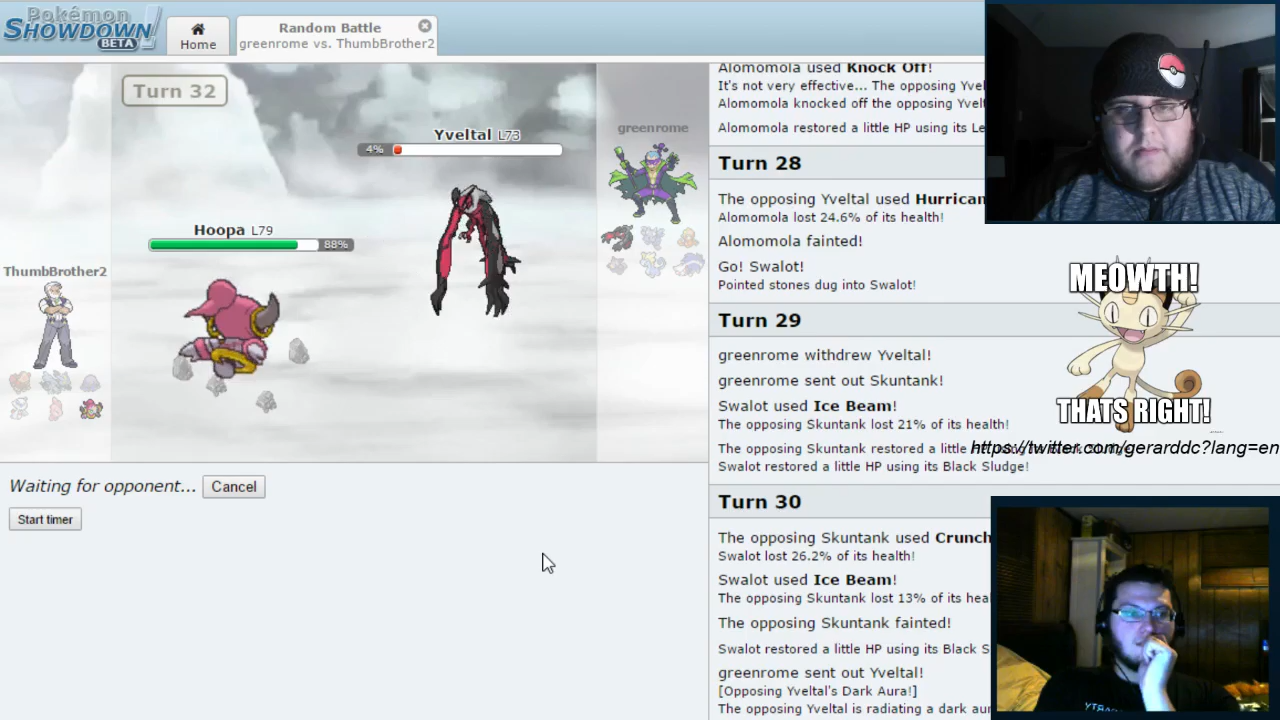 Pokémon
SHOWDOWN!
BETA
Home
Random Battle
greenrome vs. ThumbBrother2
Turn 32
Yveltal L73
4%
Hoopa L79
88%
greenrome
ThumbBrother2
Waiting for opponent... Cancel
Start timer
Alomomola used Knock Off!
It's not very effective... The opposing Yvel
Alomomola knocked off the opposing Yvel
Alomomola restored a little HP using its Le
Turn 28
The opposing Yveltal used Hurrican
Alomomola lost 24.6% of its health!
Alomomola fainted!
Go! Swalot!
Pointed stones dug into Swalot!
Turn 29
greenrome withdrew Yveltal!
greenrome sent out Skuntank!
Swalot used Ice Beam!
The opposing Skuntank lost 21% of its health!
The opposing Skuntank restored a little
Swalot restored a little HP using its Black Sludge!
Turn 30
The opposing Skuntank used Crunch
Swalot lost 26.2% of its health!
Swalot used Ice Beam!
The opposing Skuntank lost 13% of its heal
The opposing Skuntank fainted!
Swalot restored a little HP using its Black S
greenrome sent out Yveltal!
[Opposing Yveltal's Dark Aura!]
The opposing Yveltal is radiating a dark aur
MEOWTH!
THATS RIGHT!
https://twitter.com/gerarddc?lang=en